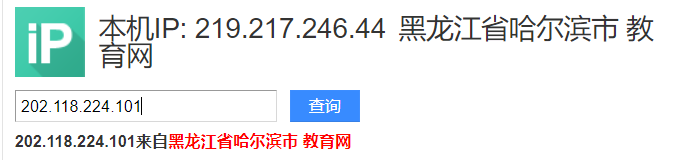 iP
本机IP: 219.217.246.44 黑龙江省哈尔滨市 教
育网
202.118.224.101
查询
202.118.224.101来自黑龙江省哈尔滨市 教育网